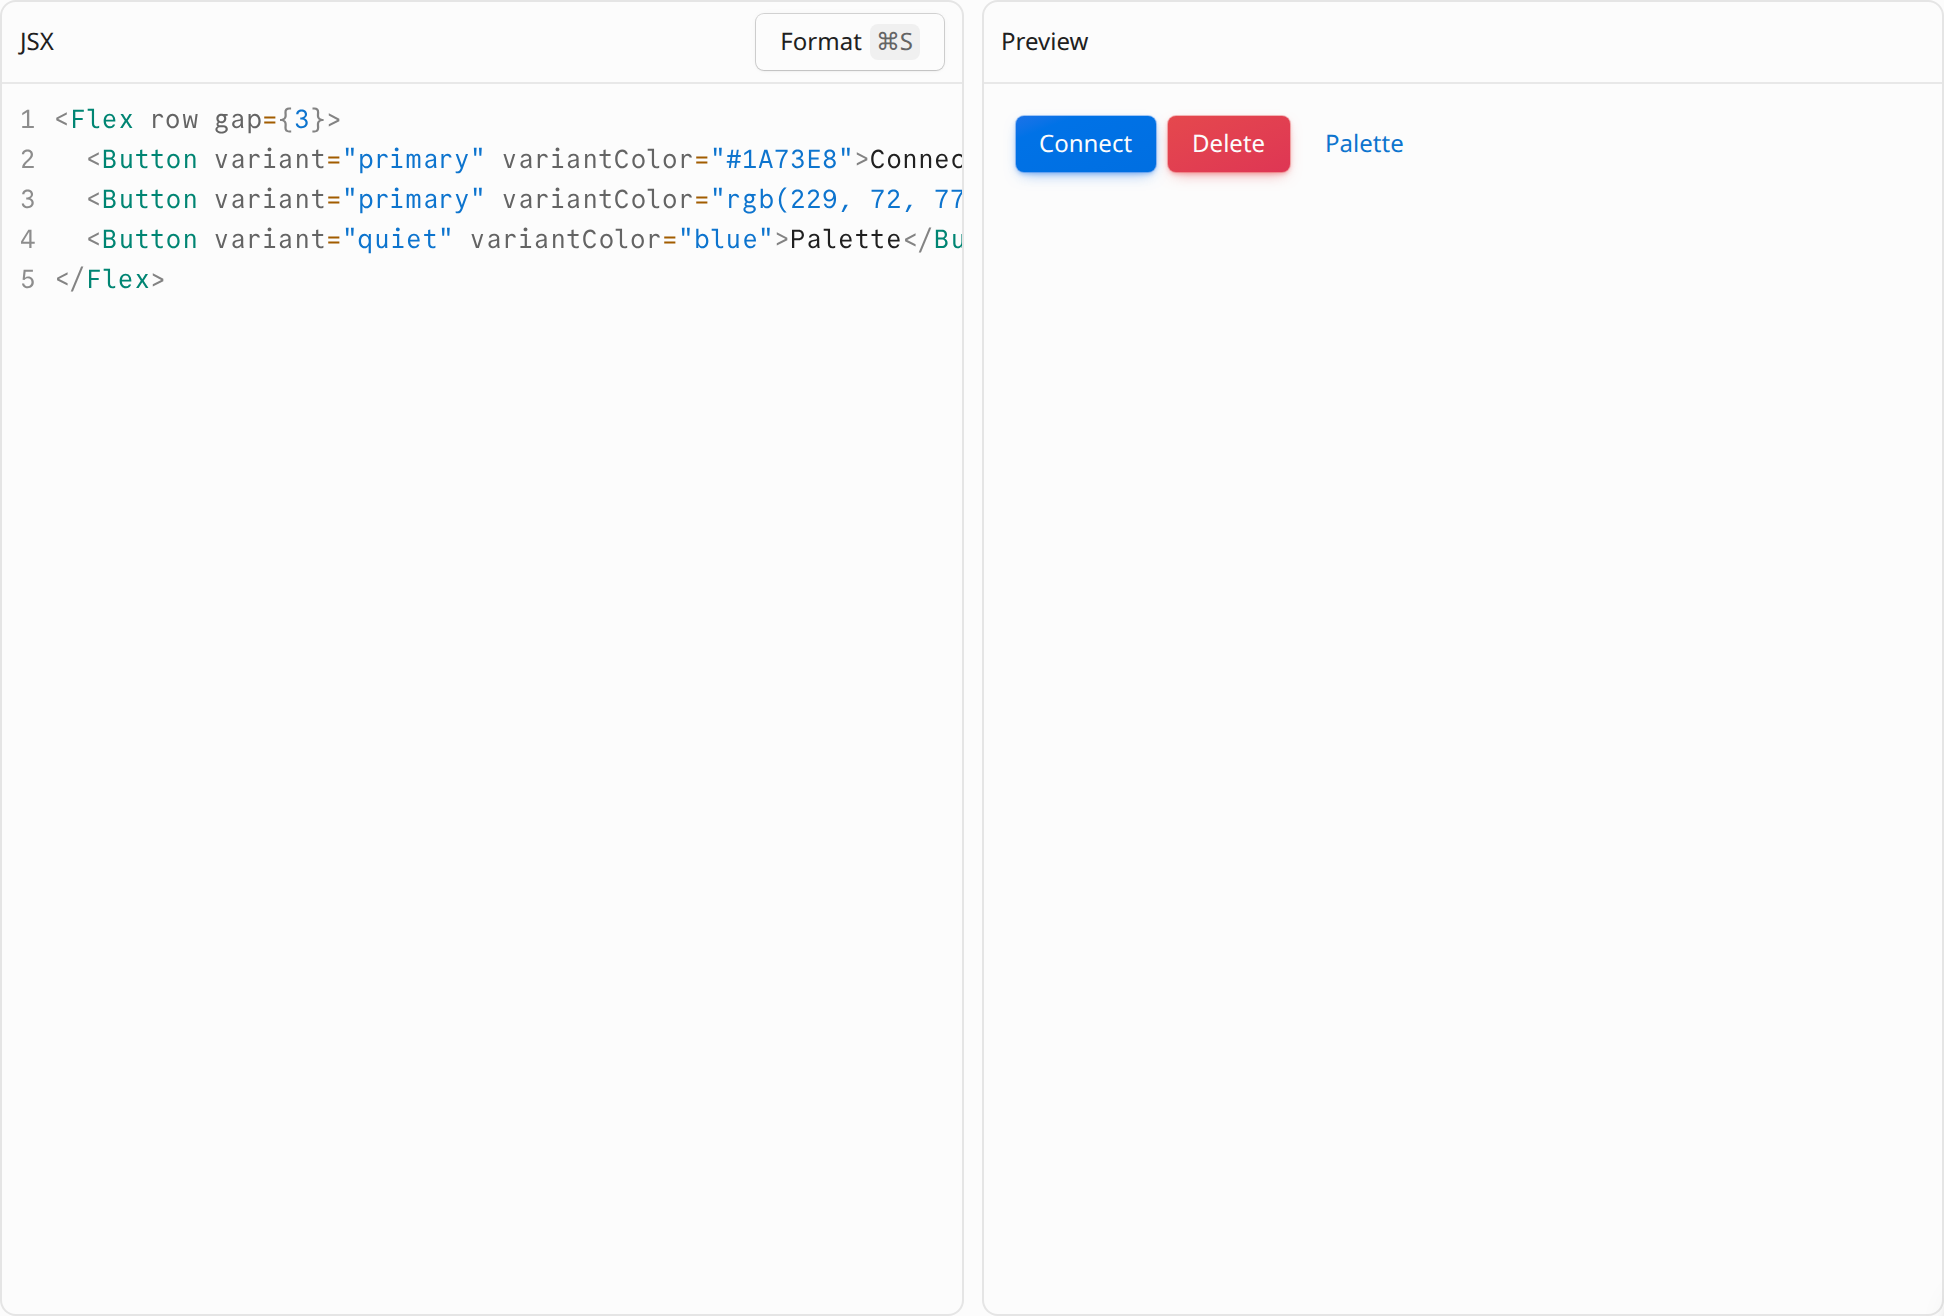 JSX
Format ⌘S
1 <Flex row gap={3}>
2 <Button variant="primary" variantColor="#1A73E8">Connec
3 <Button variant="primary" variantColor="rgb(229, 72, 77
4 <Button variant="quiet" variantColor="blue">Palette</Bu
5 </Flex>
Preview
Connect Delete Palette